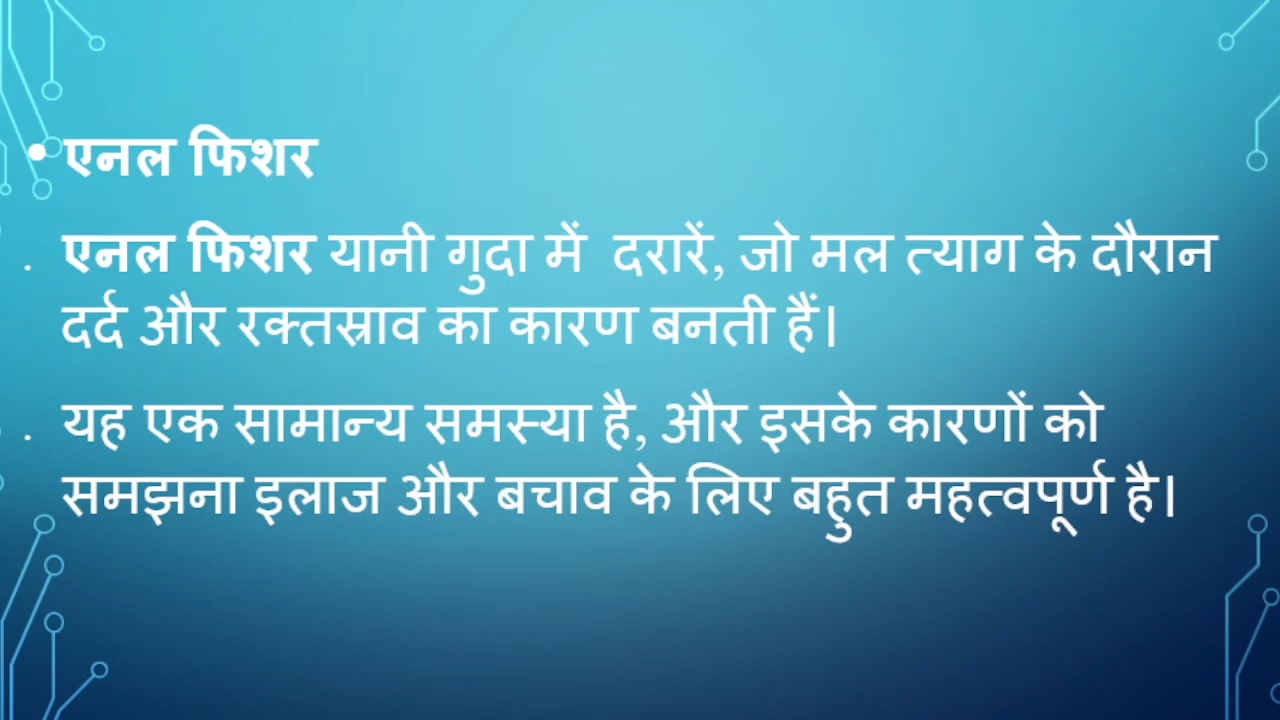 • एनल फिशर
. एनल फिशर यानी गुदा में दरारें, जो मल त्याग के दौरान
दर्द और रक्तस्राव का कारण बनती हैं।
. यह एक सामान्य समस्या है, और इसके कारणों को
समझना इलाज और बचाव के लिए बहुत महत्वपूर्ण है।